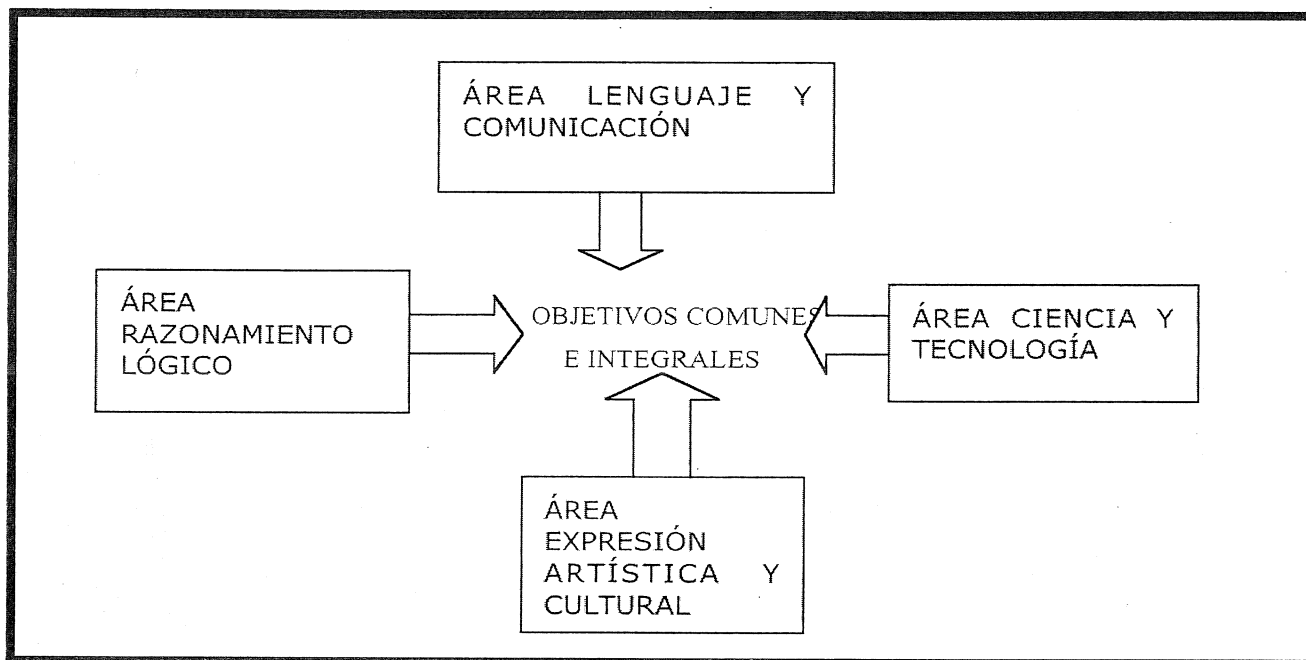 ÁREA LENGUAJE Y
COMUNICACIÓN
ÁREA
RAZONAMIENTO
LÓGICO
OBJETIVOS COMUNES
E INTEGRALES
ÁREA CIENCIA Y
TECNOLOGÍA
ÁREA
EXPRESIÓN
ARTÍSTICA Y
CULTURAL